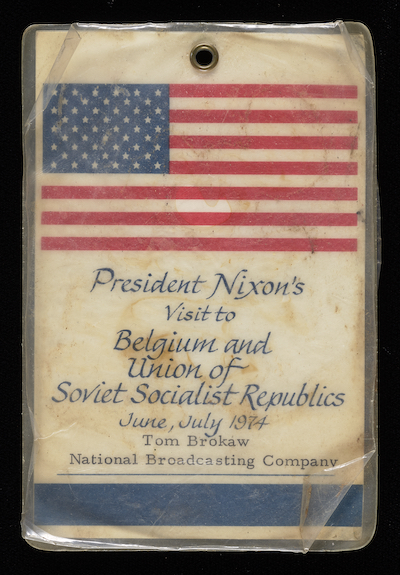 President Nixon's
Visit to
Belgium and
Union of
Soviet Socialist Republics
June, July 1974
Tom Brokaw
National Broadcasting Company